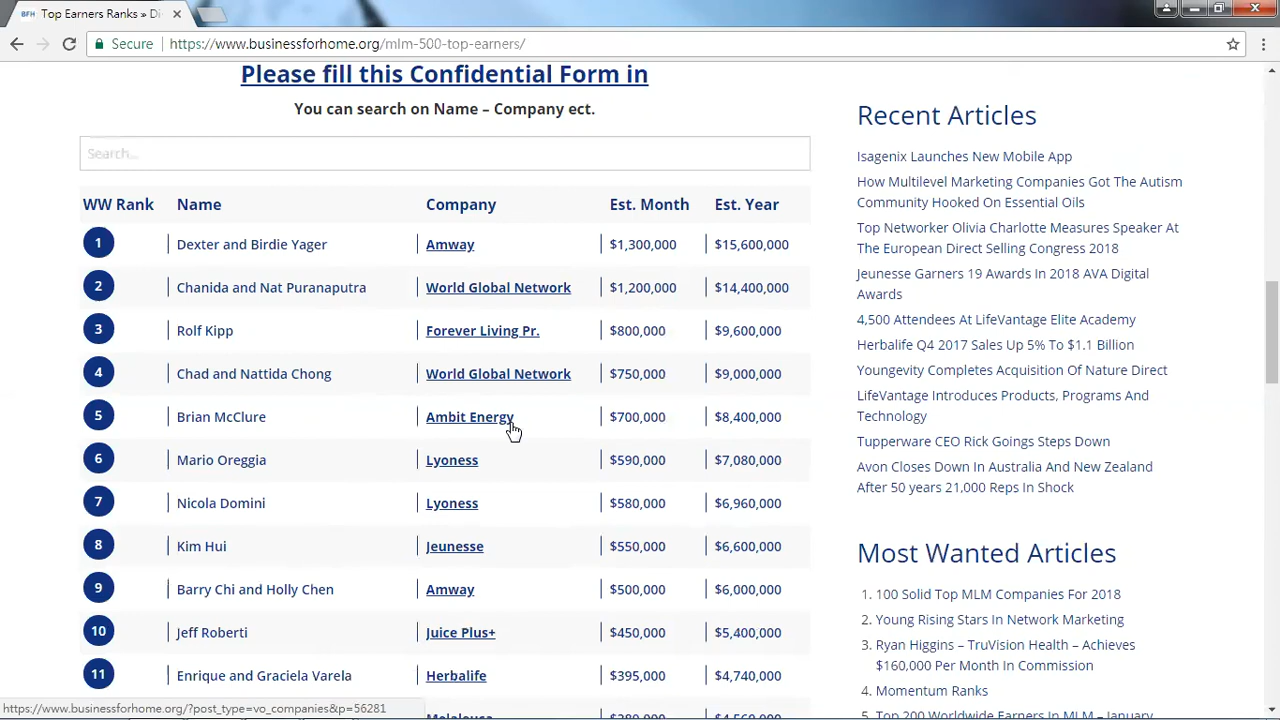 BFH Top Earners Ranks » Di
Secure https://www.businessforhome.org/mlm-500-top-earners/
Please fill this Confidential Form in
You can search on Name – Company ect.
Search...
WW Rank Name Company Est. Month Est. Year
1 Dexter and Birdie Yager Amway $1,300,000 $15,600,000
2 Chanida and Nat Puranaputra World Global Network $1,200,000 $14,400,000
3 Rolf Kipp Forever Living Pr. $800,000 $9,600,000
4 Chad and Nattida Chong World Global Network $750,000 $9,000,000
5 Brian McClure Ambit Energy $700,000 $8,400,000
6 Mario Oreggia Lyoness $590,000 $7,080,000
7 Nicola Domini Lyoness $580,000 $6,960,000
8 Kim Hui Jeunesse $550,000 $6,600,000
9 Barry Chi and Holly Chen Amway $500,000 $6,000,000
10 Jeff Roberti Juice Plus+ $450,000 $5,400,000
11 Enrique and Graciela Varela Herbalife $395,000 $4,740,000
Melaleuca $380,000 $4,560,000
https://www.businessforhome.org/?post_type=vo_companies&p=56281
Recent Articles
Isagenix Launches New Mobile App
How Multilevel Marketing Companies Got The Autism
Community Hooked On Essential Oils
Top Networker Olivia Charlotte Measures Speaker At
The European Direct Selling Congress 2018
Jeunesse Garners 19 Awards In 2018 AVA Digital
Awards
4,500 Attendees At LifeVantage Elite Academy
Herbalife Q4 2017 Sales Up 5% To $1.1 Billion
Youngevity Completes Acquisition Of Nature Direct
LifeVantage Introduces Products, Programs And
Technology
Tupperware CEO Rick Goings Steps Down
Avon Closes Down In Australia And New Zealand
After 50 years 21,000 Reps In Shock
Most Wanted Articles
1. 100 Solid Top MLM Companies For 2018
2. Young Rising Stars In Network Marketing
3. Ryan Higgins – TruVision Health – Achieves
$160,000 Per Month In Commission
4. Momentum Ranks
5. Top 200 Worldwide Earners In MLM – January